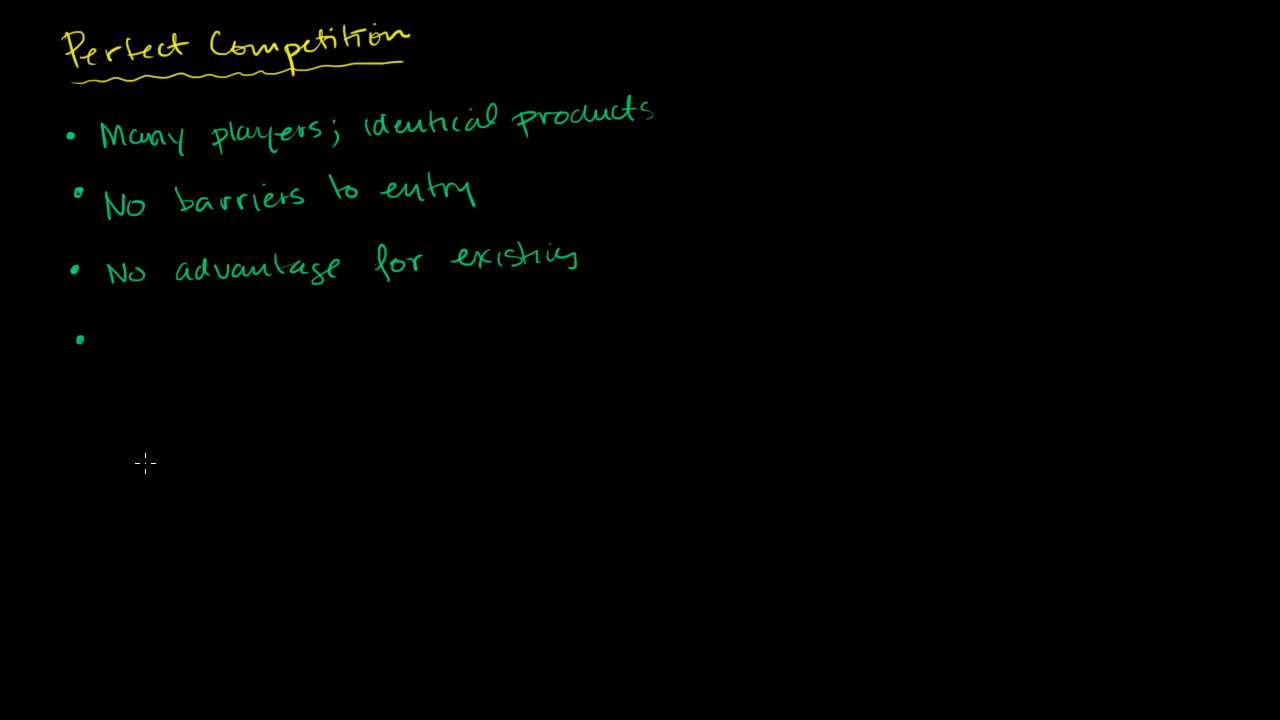 Perfect Competition
• Many players; identical products
• No barriers to entry
• No advantage for existing
•